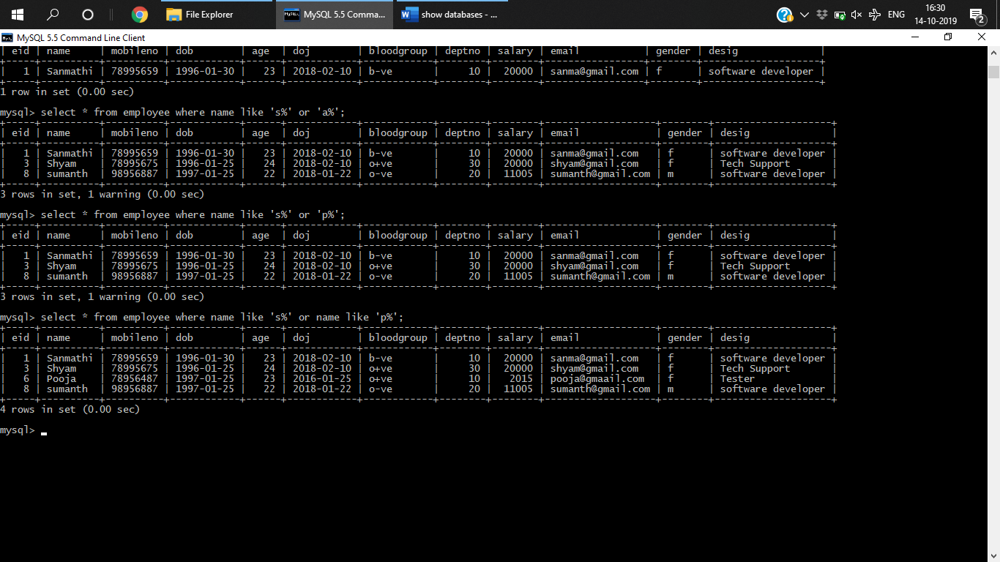 File Explorer
MySQL 5.5 Comma...
show databases - ...
ENG
16:30
14-10-2019
2
MySQL 5.5 Command Line Client
| eid | name     | mobileno | dob        | age  | doj        | bloodgroup | deptno | salary | email         | gender | desig              |
+-----+----------+----------+------------+------+------------+------------+--------+--------+-----------------+--------+--------------------+
|   1 | Sanmathi | 78995659 | 1996-01-30 |   23 | 2018-02-10 | b-ve       |     10 |  20000 | sanma@gmail.com | f      | software developer |
+-----+----------+----------+------------+------+------------+------------+--------+--------+-----------------+--------+--------------------+
1 row in set (0.00 sec)
mysql> select * from employee where name like 's%' or 'a%';
+-----+----------+----------+------------+------+------------+------------+--------+--------+-------------------+--------+--------------------+
| eid | name     | mobileno | dob        | age  | doj        | bloodgroup | deptno | salary | email             | gender | desig              |
+-----+----------+----------+------------+------+------------+------------+--------+--------+-------------------+--------+--------------------+
|   1 | Sanmathi | 78995659 | 1996-01-30 |   23 | 2018-02-10 | b-ve       |     10 |  20000 | sanma@gmail.com   | f      | software developer |
|   3 | Shyam    | 78995675 | 1996-01-25 |   24 | 2018-02-10 | o+ve       |     30 |  20000 | shyam@gmail.com   | f      | Tech Support       |
|   8 | sumanth  | 98956887 | 1997-01-25 |   22 | 2018-01-22 | o-ve       |     20 |  11005 | sumanth@gmail.com | m      | software developer |
+-----+----------+----------+------------+------+------------+------------+--------+--------+-------------------+--------+--------------------+
3 rows in set, 1 warning (0.00 sec)
mysql> select * from employee where name like 's%' or 'p%';
+-----+----------+----------+------------+------+------------+------------+--------+--------+-------------------+--------+--------------------+
| eid | name     | mobileno | dob        | age  | doj        | bloodgroup | deptno | salary | email             | gender | desig              |
+-----+----------+----------+------------+------+------------+------------+--------+--------+-------------------+--------+--------------------+
|   1 | Sanmathi | 78995659 | 1996-01-30 |   23 | 2018-02-10 | b-ve       |     10 |  20000 | sanma@gmail.com   | f      | software developer |
|   3 | Shyam    | 78995675 | 1996-01-25 |   24 | 2018-02-10 | o+ve       |     30 |  20000 | shyam@gmail.com   | f      | Tech Support       |
|   8 | sumanth  | 98956887 | 1997-01-25 |   22 | 2018-01-22 | o-ve       |     20 |  11005 | sumanth@gmail.com | m      | software developer |
+-----+----------+----------+------------+------+------------+------------+--------+--------+-------------------+--------+--------------------+
3 rows in set, 1 warning (0.00 sec)
mysql> select * from employee where name like 's%' or name like 'p%';
+-----+----------+----------+------------+------+------------+------------+--------+--------+-------------------+--------+--------------------+
| eid | name     | mobileno | dob        | age  | doj        | bloodgroup | deptno | salary | email             | gender | desig              |
+-----+----------+----------+------------+------+------------+------------+--------+--------+-------------------+--------+--------------------+
|   1 | Sanmathi | 78995659 | 1996-01-30 |   23 | 2018-02-10 | b-ve       |     10 |  20000 | sanma@gmail.com   | f      | software developer |
|   3 | Shyam    | 78995675 | 1996-01-25 |   24 | 2018-02-10 | o+ve       |     30 |  20000 | shyam@gmail.com   | f      | Tech Support       |
|   6 | Pooja    | 78956487 | 1997-01-25 |   23 | 2016-01-25 | o+ve       |     10 |   2015 | pooja@gmaail.com  | f      | Tester             |
|   8 | sumanth  | 98956887 | 1997-01-25 |   22 | 2018-01-22 | o-ve       |     20 |  11005 | sumanth@gmail.com | m      | software developer |
+-----+----------+----------+------------+------+------------+------------+--------+--------+-------------------+--------+--------------------+
4 rows in set (0.00 sec)
mysql>